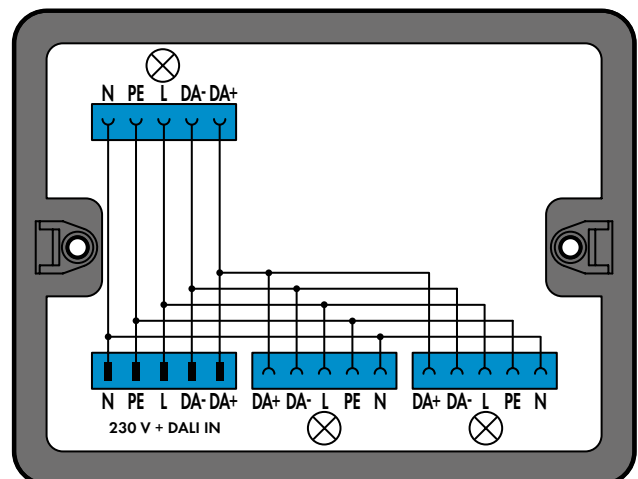 N PE L DA- DA+
N PE L DA- DA+ DA+ DA- L PE N DA+ DA- L PE N
230 V + DALI IN